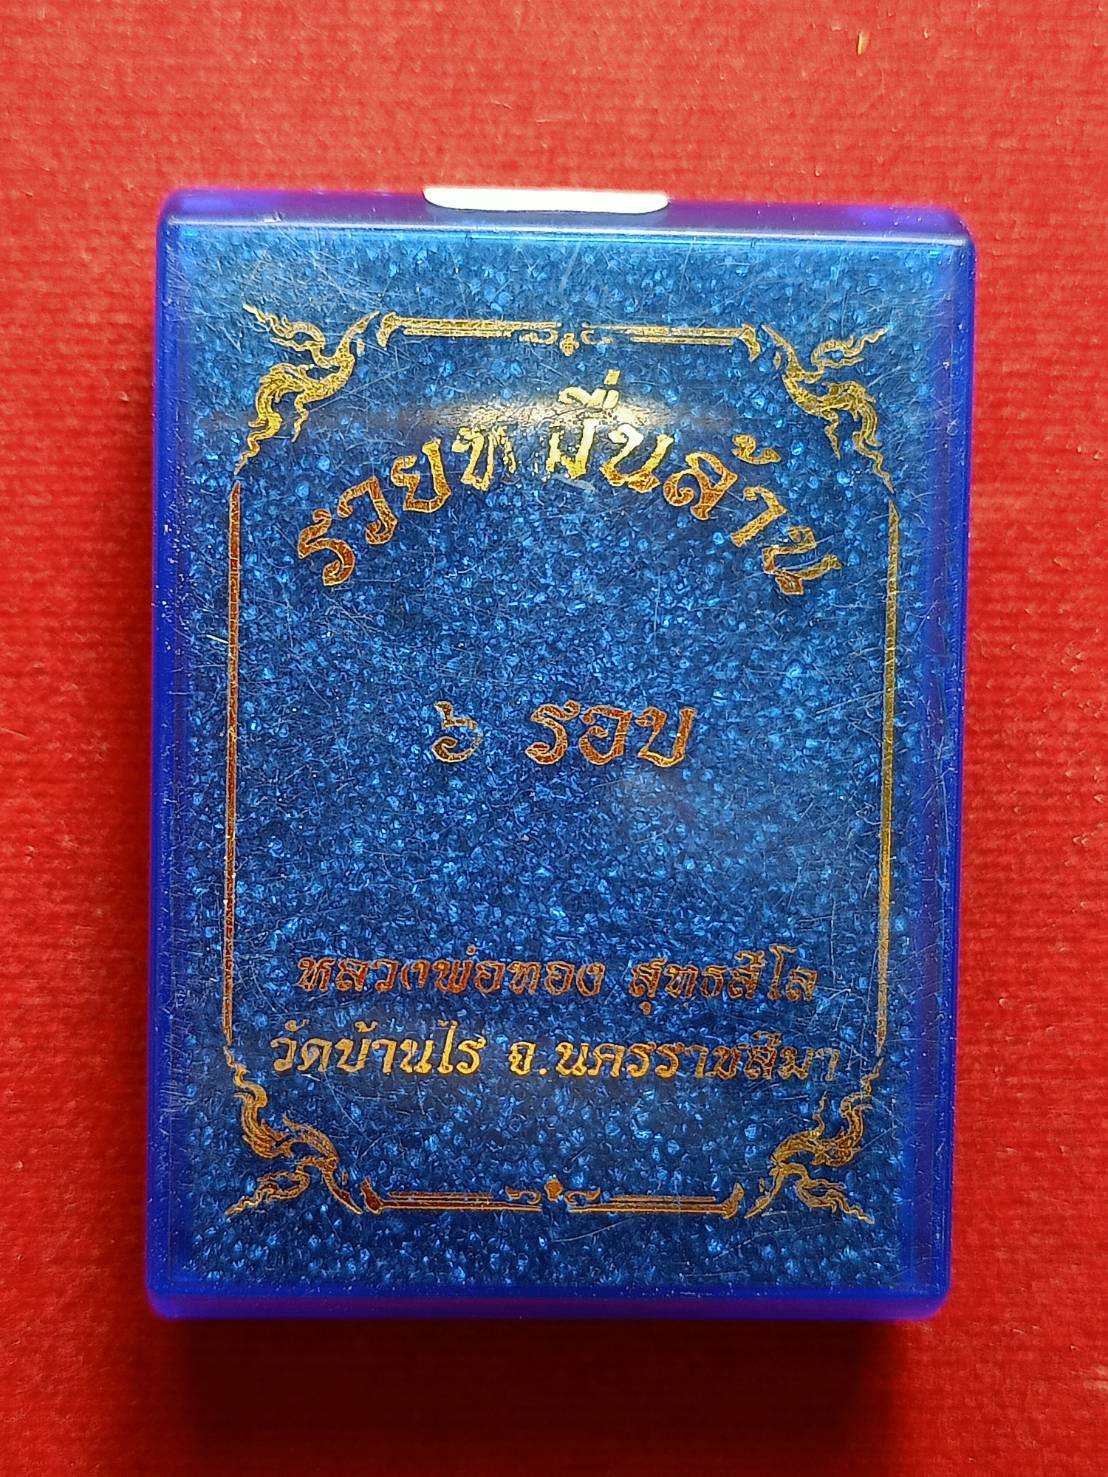 รวยหมื่นล้าน
๖ รอบ
หลวงพ่อทอง สุทธสีโล
วัดบ้านไร่ จ.นครราชสีมา